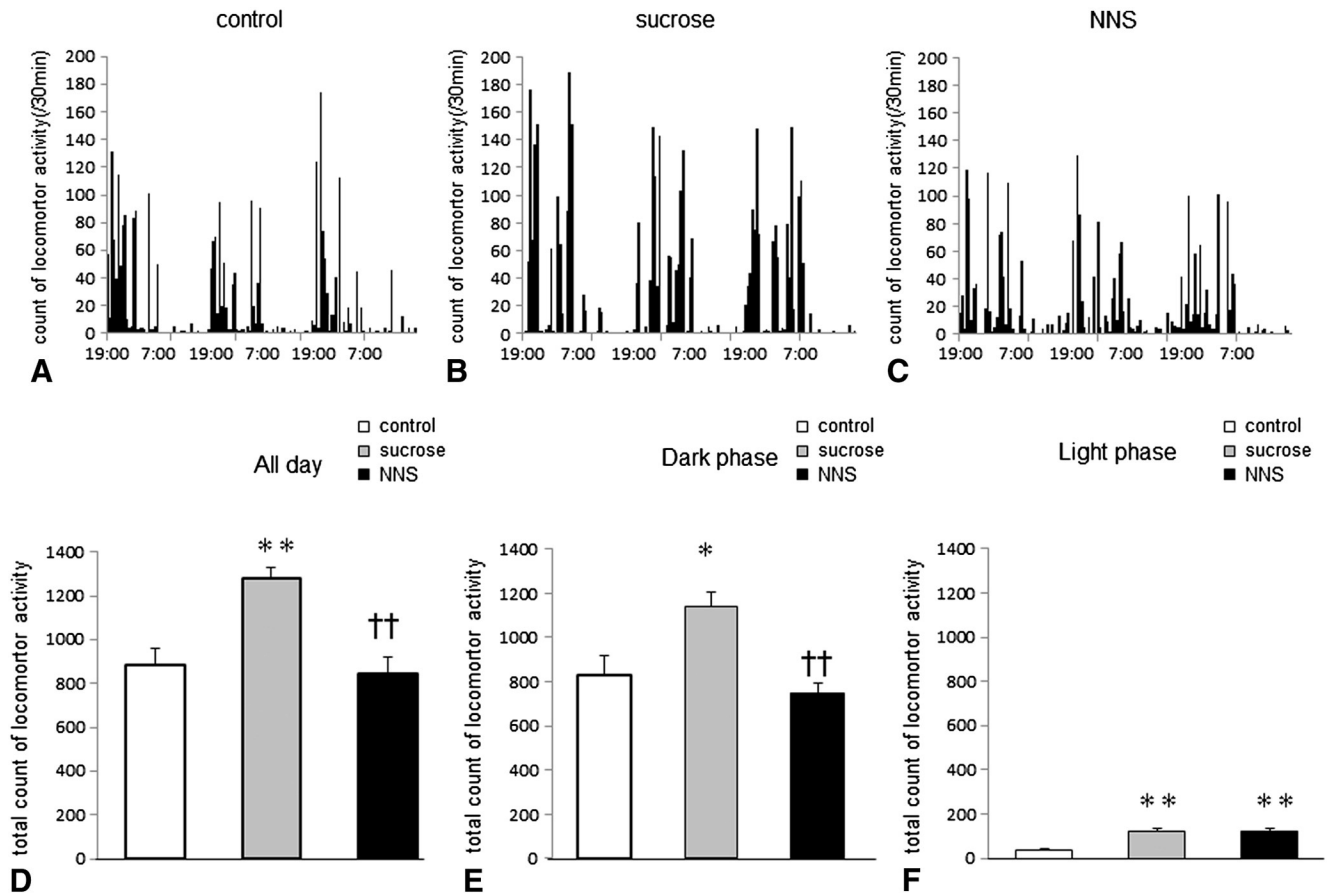 control
sucrose
NNS
count of locomortor activity(/30min)
200
180
160
140
120
100
80
60
40
20
0
19:00 7:00 19:00 7:00 19:00 7:00
A
count of locomortor activity(/30min)
200
180
160
140
120
100
80
60
40
20
0
19:00 7:00 19:00 7:00 19:00 7:00
B
count of locomortor activity(/30min)
200
180
160
140
120
100
80
60
40
20
0
19:00 7:00 19:00 7:00 19:00 7:00
C
All day
control
sucrose
NNS
total count of locomortor activity
1400
1200
1000
800
600
400
200
0
**
††
D
Dark phase
control
sucrose
NNS
total count of locomortor activity
1400
1200
1000
800
600
400
200
0
*
††
E
Light phase
control
sucrose
NNS
total count of locomortor activity
1400
1200
1000
800
600
400
200
0
** **
F